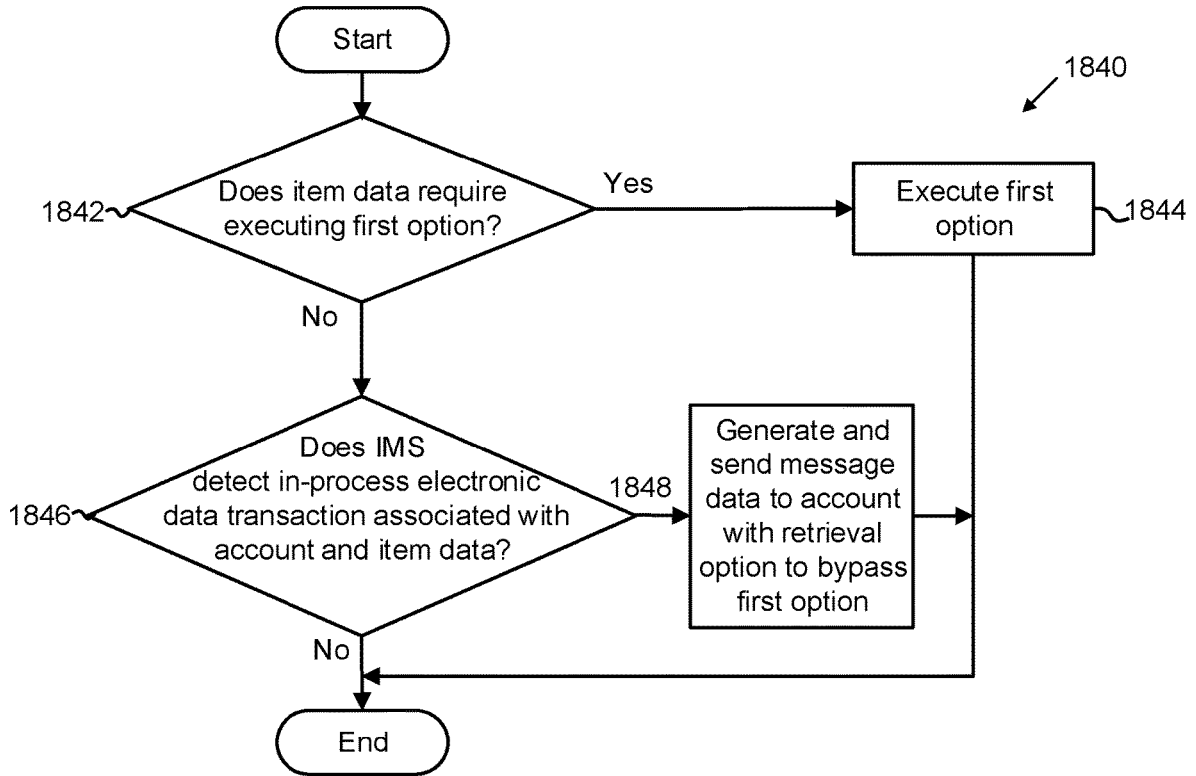 Start
1840
Does item data require
executing first option?
Yes
1842
Execute first
option
1844
No
Does IMS
detect in-process electronic
data transaction associated with
account and item data?
1846
1848
Generate and
send message
data to account
with retrieval
option to bypass
first option
No
End